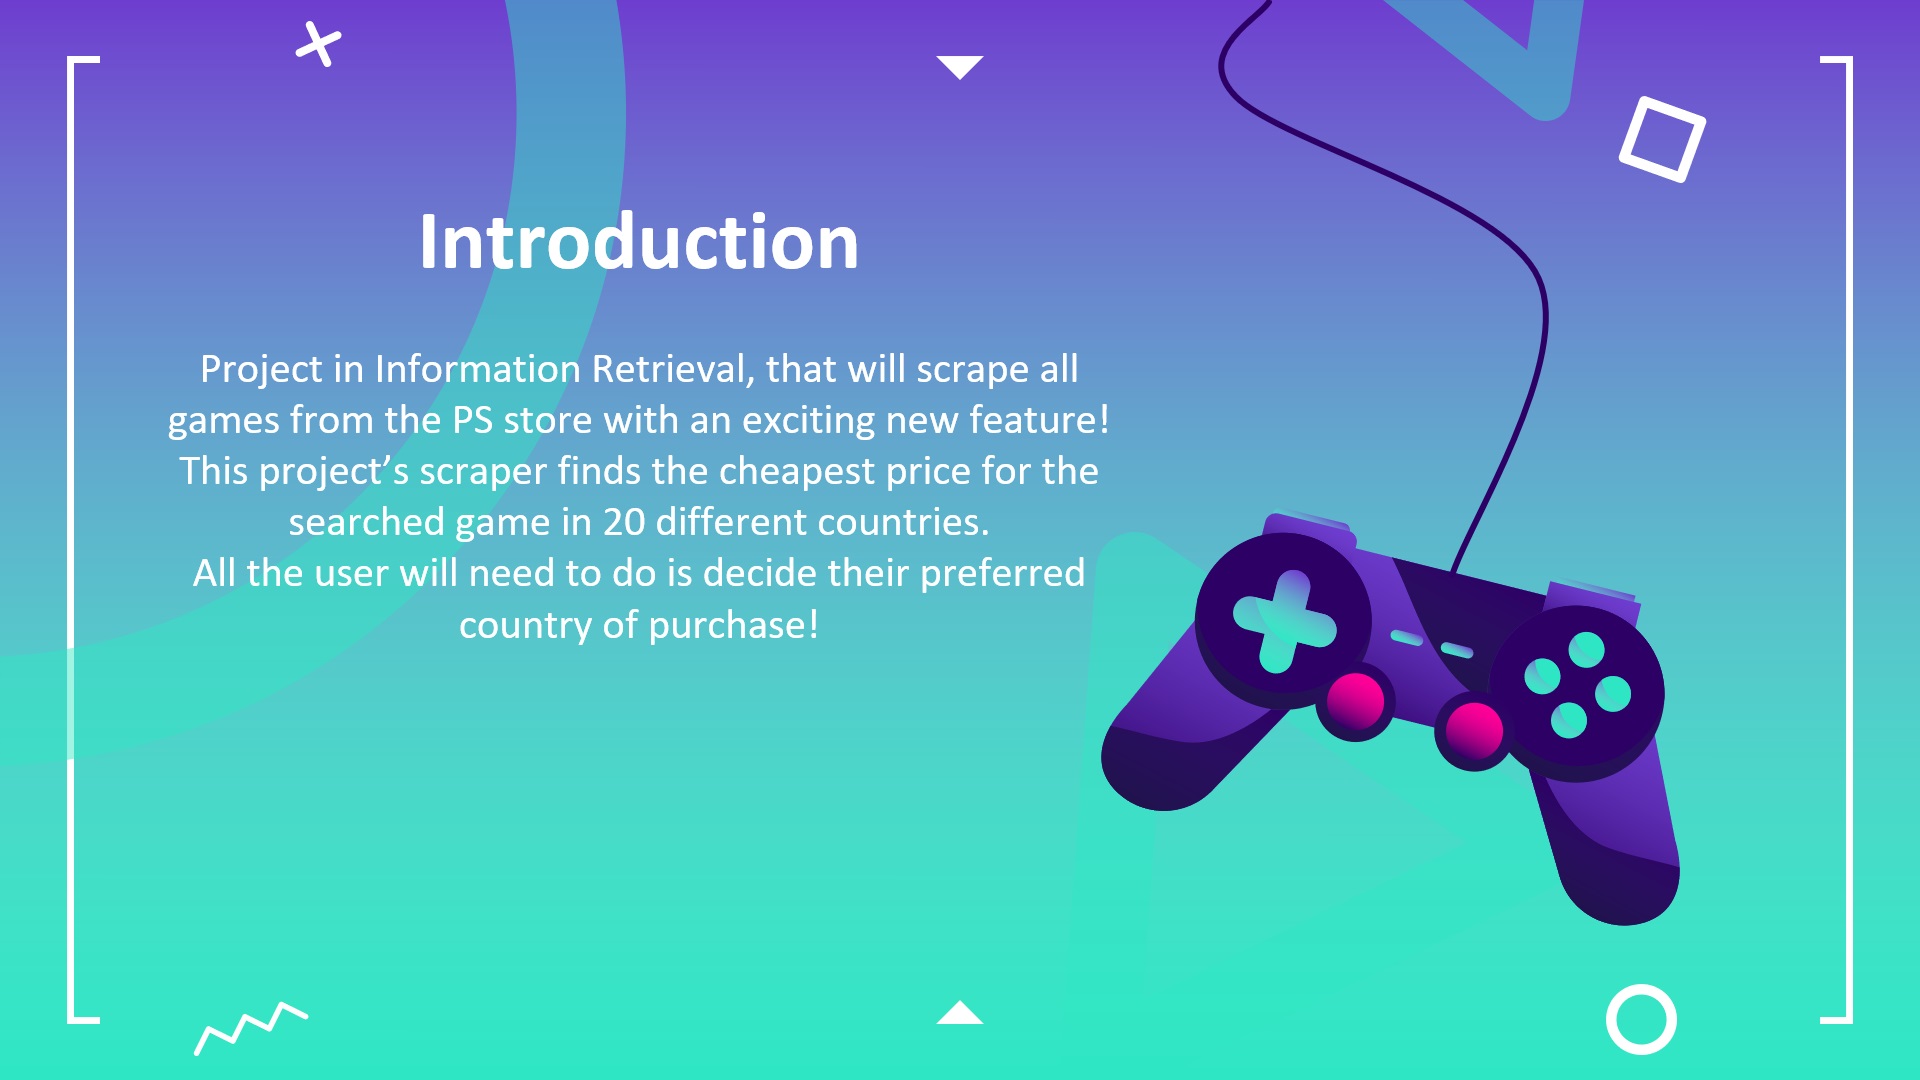 Introduction
Project in Information Retrieval, that will scrape all
games from the PS store with an exciting new feature!
This project’s scraper finds the cheapest price for the
searched game in 20 different countries.
All the user will need to do is decide their preferred
country of purchase!